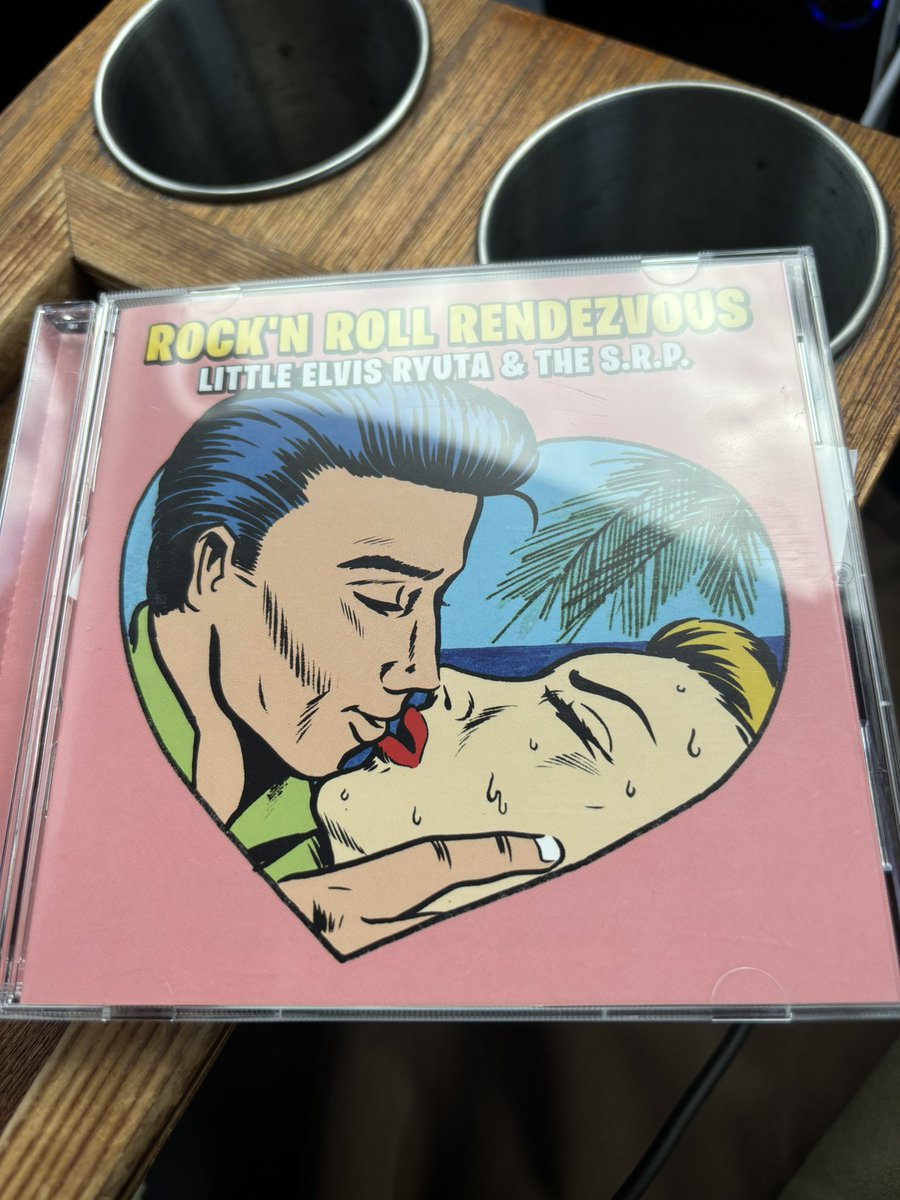 ROCK'N ROLL RENDEZVOUS
LITTLE ELVIS RYUTA & THE S.R.P.